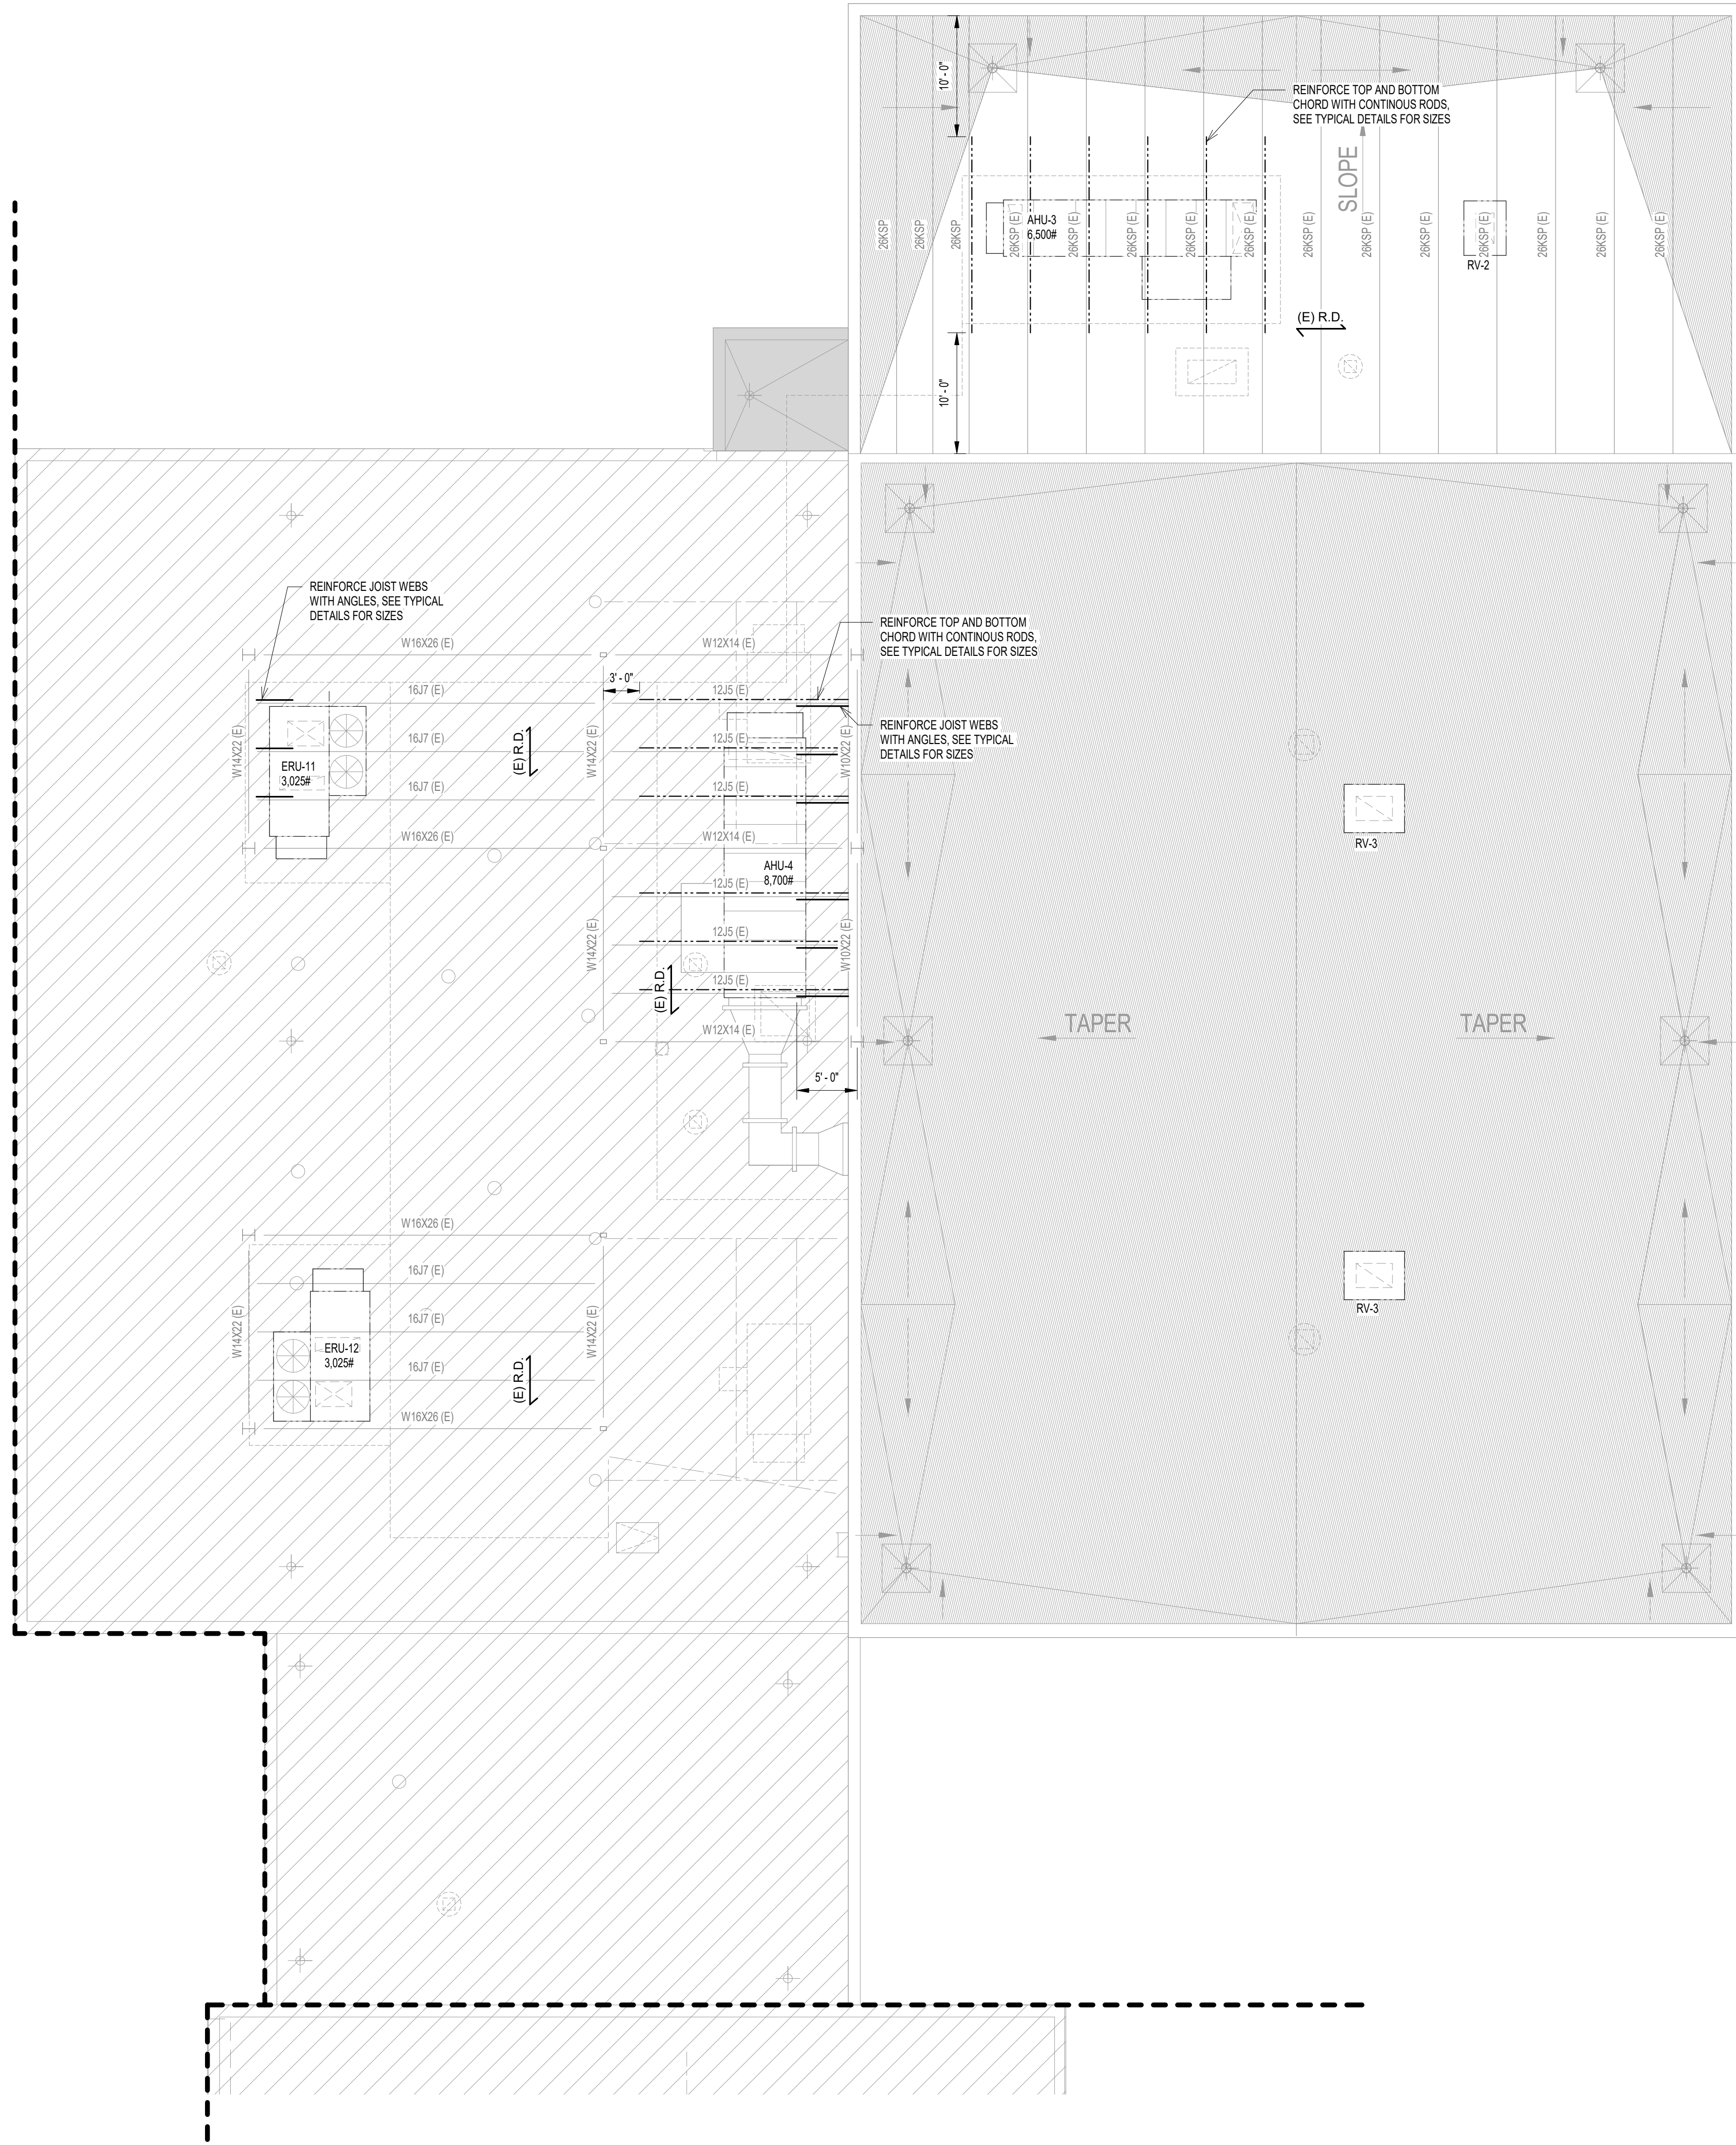 10' - 0"
REINFORCE TOP AND BOTTOM
CHORD WITH CONTINOUS RODS,
SEE TYPICAL DETAILS FOR SIZES
SLOPE
26KSP
26KSP
26KSP
26KSP (E)
26KSP (E)
26KSP (E)
26KSP (E)
26KSP (E)
26KSP (E)
26KSP (E)
26KSP (E)
26KSP (E)
26KSP (E)
26KSP (E)
26KSP (E)
AHU-3
6,500#
RV-2
(E) R.D.
10' - 0"
REINFORCE JOIST WEBS
WITH ANGLES, SEE TYPICAL
DETAILS FOR SIZES
REINFORCE TOP AND BOTTOM
CHORD WITH CONTINOUS RODS,
SEE TYPICAL DETAILS FOR SIZES
W16X26 (E)
W12X14 (E)
3' - 0"
16J7 (E)
12J5 (E)
REINFORCE JOIST WEBS
WITH ANGLES, SEE TYPICAL
DETAILS FOR SIZES
W14X22 (E)
16J7 (E)
(E) R.D.
W14X22 (E)
12J5 (E)
W10X22 (E)
ERU-11
3,025#
16J7 (E)
12J5 (E)
W16X26 (E)
W12X14 (E)
RV-3
AHU-4
8,700#
12J5 (E)
W14X22 (E)
12J5 (E)
W10X22 (E)
(E) R.D.
12J5 (E)
W12X14 (E)
TAPER
TAPER
5' - 0"
W16X26 (E)
16J7 (E)
RV-3
W14X22 (E)
16J7 (E)
W14X22 (E)
ERU-12
3,025#
16J7 (E)
(E) R.D.
W16X26 (E)